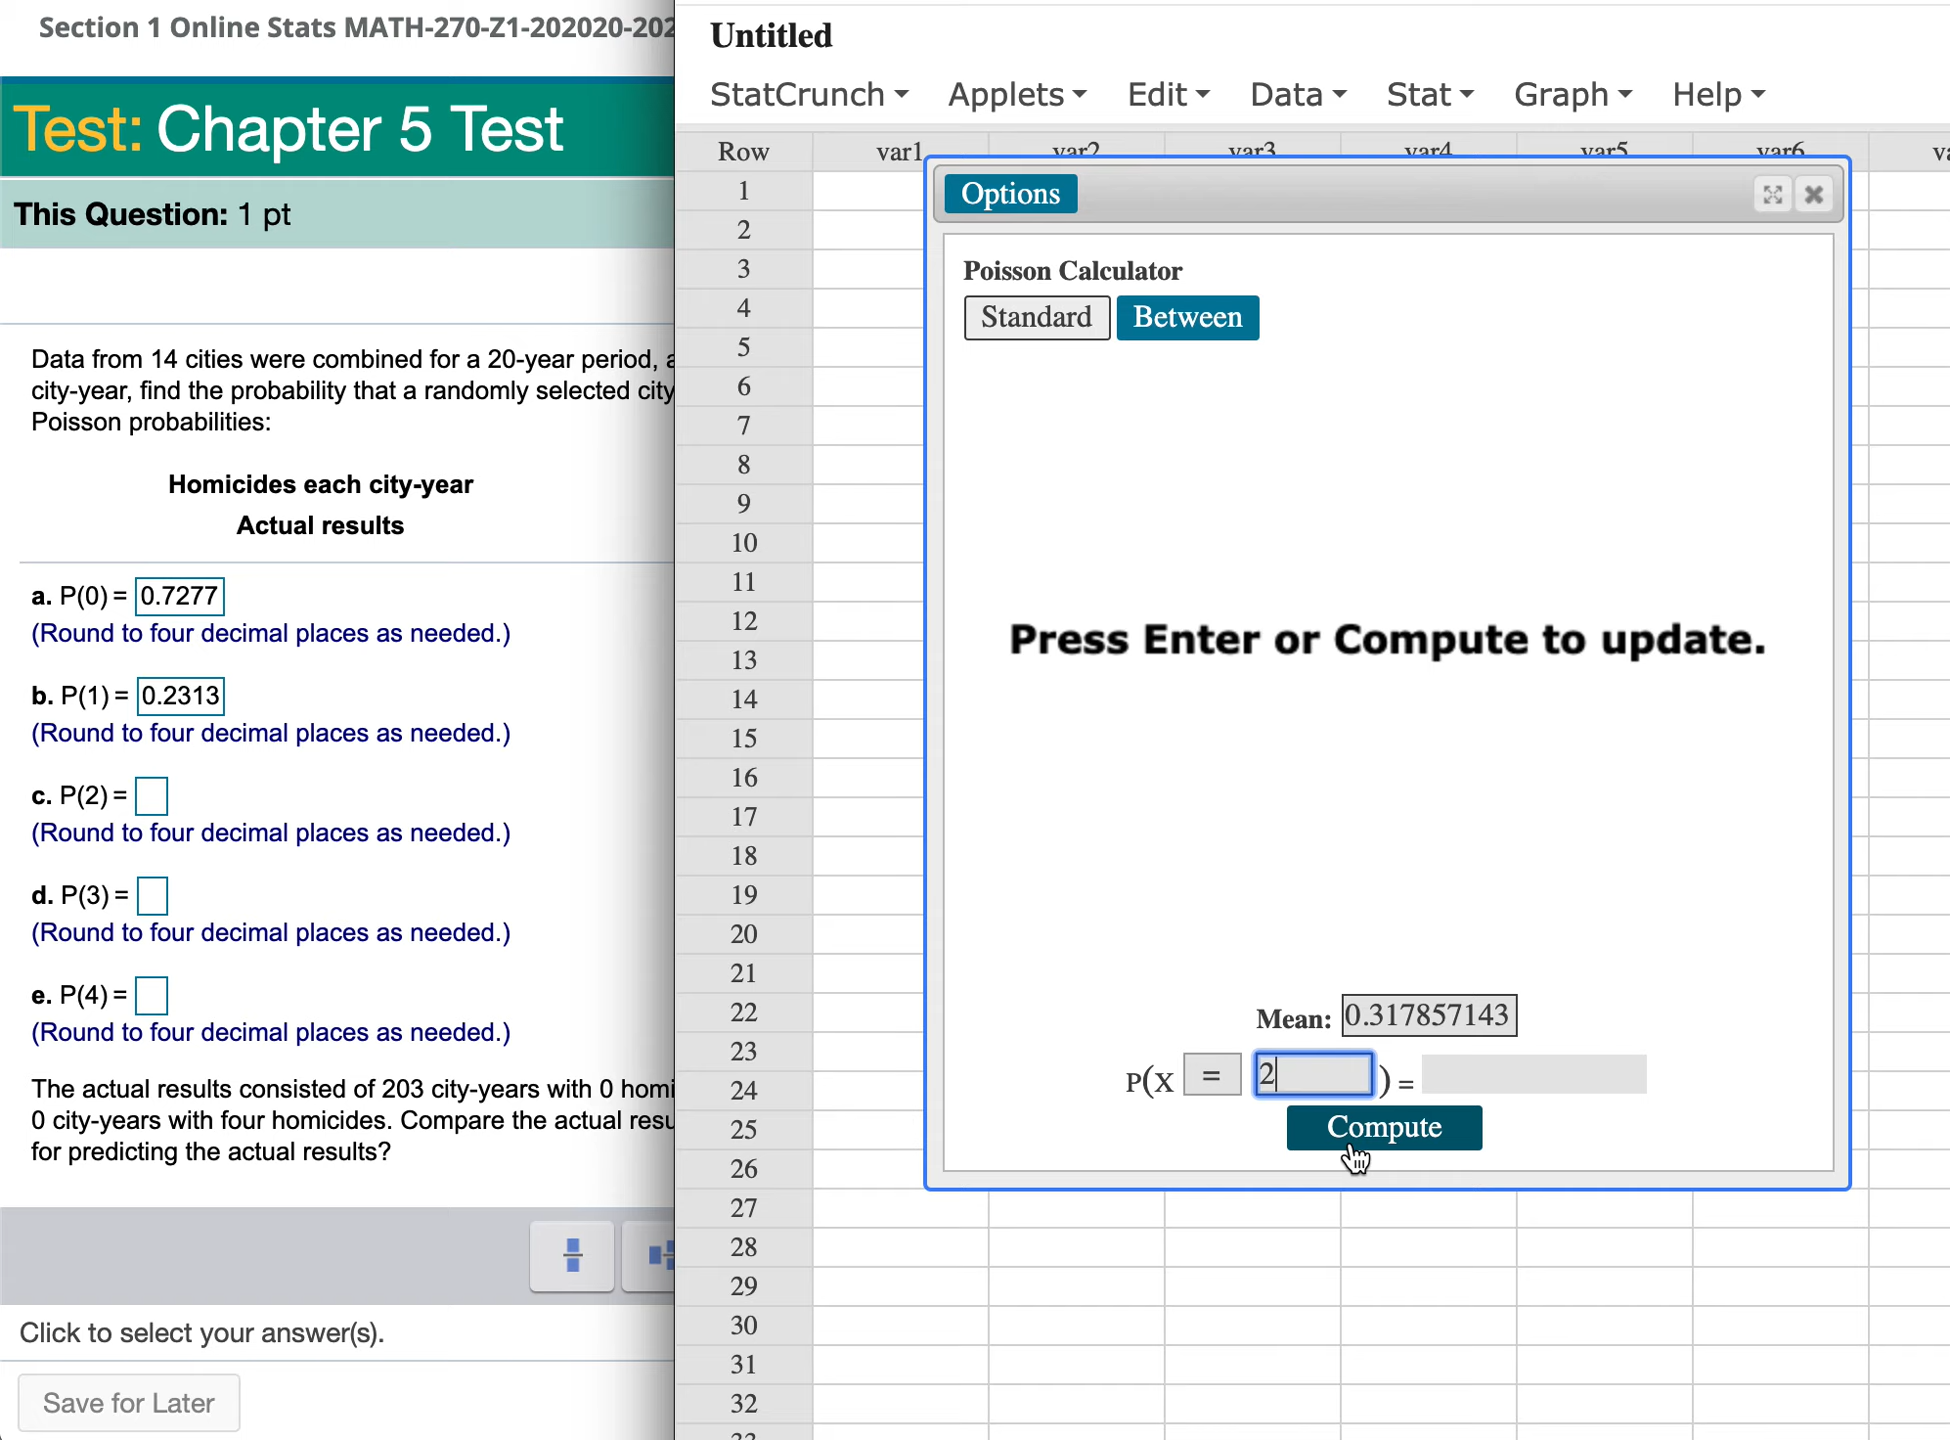 Section 1 Online Stats MATH-270-Z1-202020-202
Test: Chapter 5 Test
This Question: 1 pt
Data from 14 cities were combined for a 20-year period, a
city-year, find the probability that a randomly selected city
Poisson probabilities:
Homicides each city-year
Actual results
a. P(0) = 0.7277
(Round to four decimal places as needed.)
b. P(1) = 0.2313
(Round to four decimal places as needed.)
c. P(2) =
(Round to four decimal places as needed.)
d. P(3) =
(Round to four decimal places as needed.)
e. P(4) =
(Round to four decimal places as needed.)
The actual results consisted of 203 city-years with 0 homi
0 city-years with four homicides. Compare the actual resu
for predicting the actual results?
Click to select your answer(s).
Save for Later
Untitled
StatCrunch Applets Edit Data Stat Graph Help
Row var1 var2 var3 var4 var5 var6 va
1
2
3
4
5
6
7
8
9
10
11
12
13
14
15
16
17
18
19
20
21
22
23
24
25
26
27
28
29
30
31
32
33
Options
Poisson Calculator
Standard Between
Press Enter or Compute to update.
Mean: 0.317857143
P(X = 2 ) =
Compute